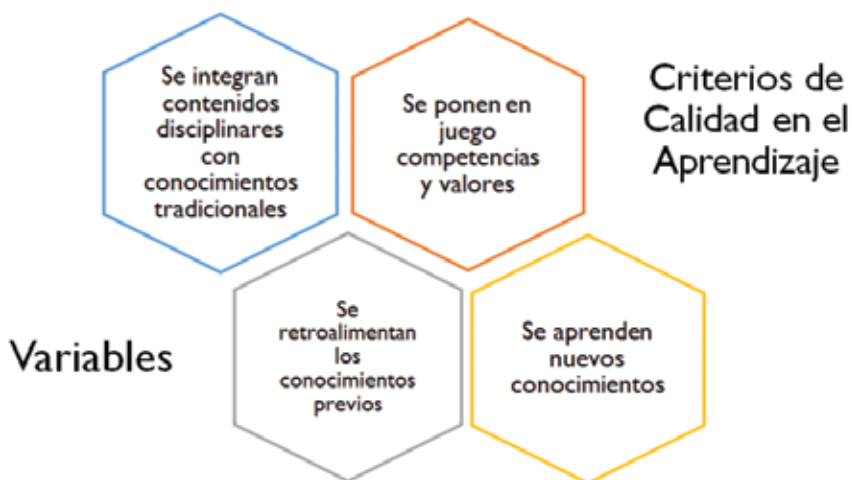 Se integran
contenidos
disciplinares
con
conocimientos
tradicionales
Se ponen en
juego
competencias
y valores
Criterios de
Calidad en el
Aprendizaje
Variables
Se
retroalimentan
los
conocimientos
previos
Se aprenden
nuevos
conocimientos